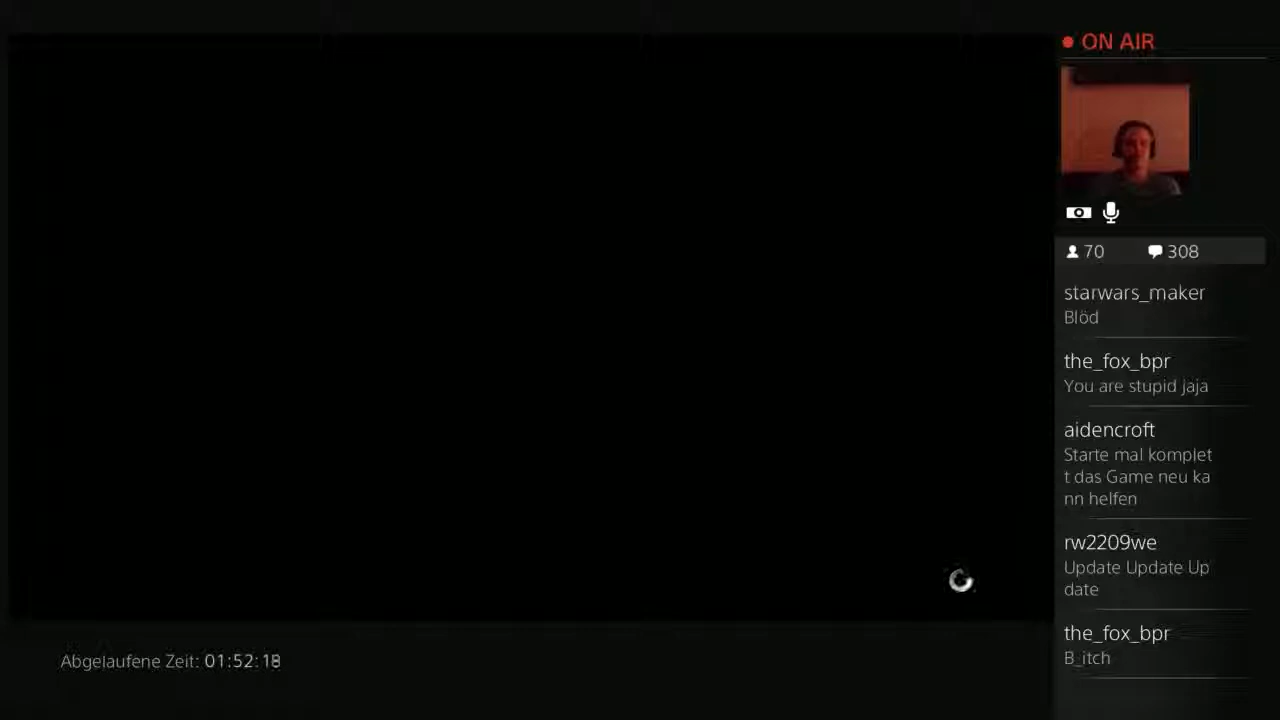 ON AIR
70 308
starwars_maker
Blöd
the_fox_bpr
You are stupid jaja
aidencroft
Starte mal komplet
t das Game neu ka
nn helfen
rw2209we
Update Update Up
date
the_fox_bpr
B_itch
Abgelaufene Zeit: 01:52:18